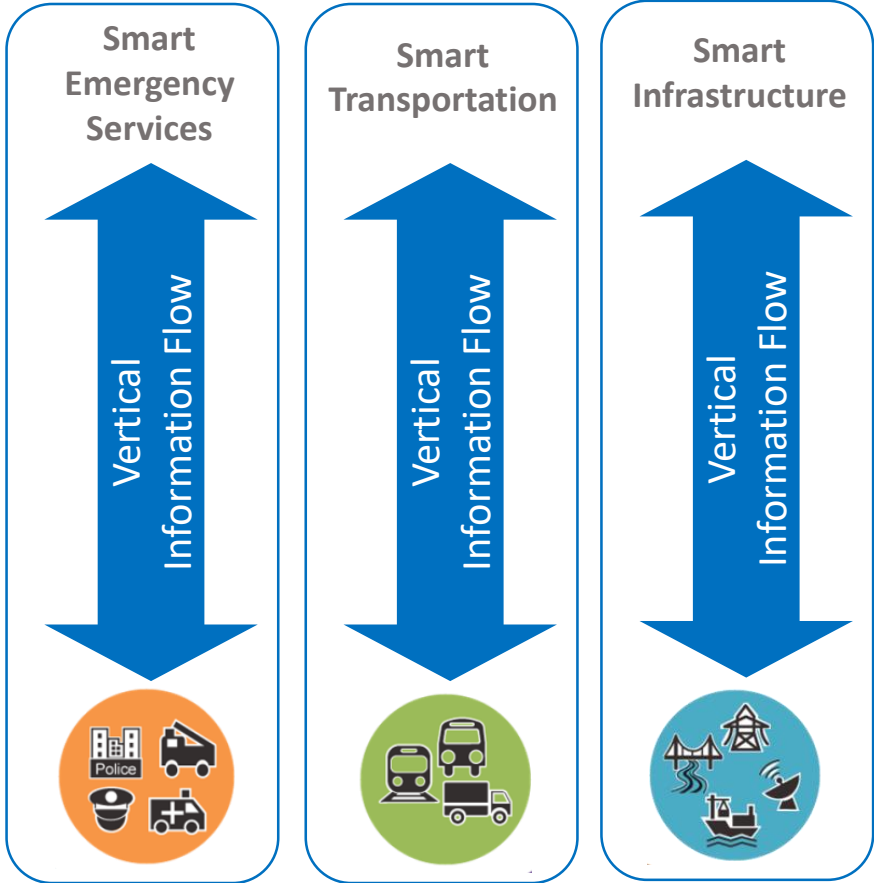 Smart
Emergency
Services
Vertical
Information Flow
Police
Smart
Transportation
Vertical
Information Flow
Smart
Infrastructure
Vertical
Information Flow